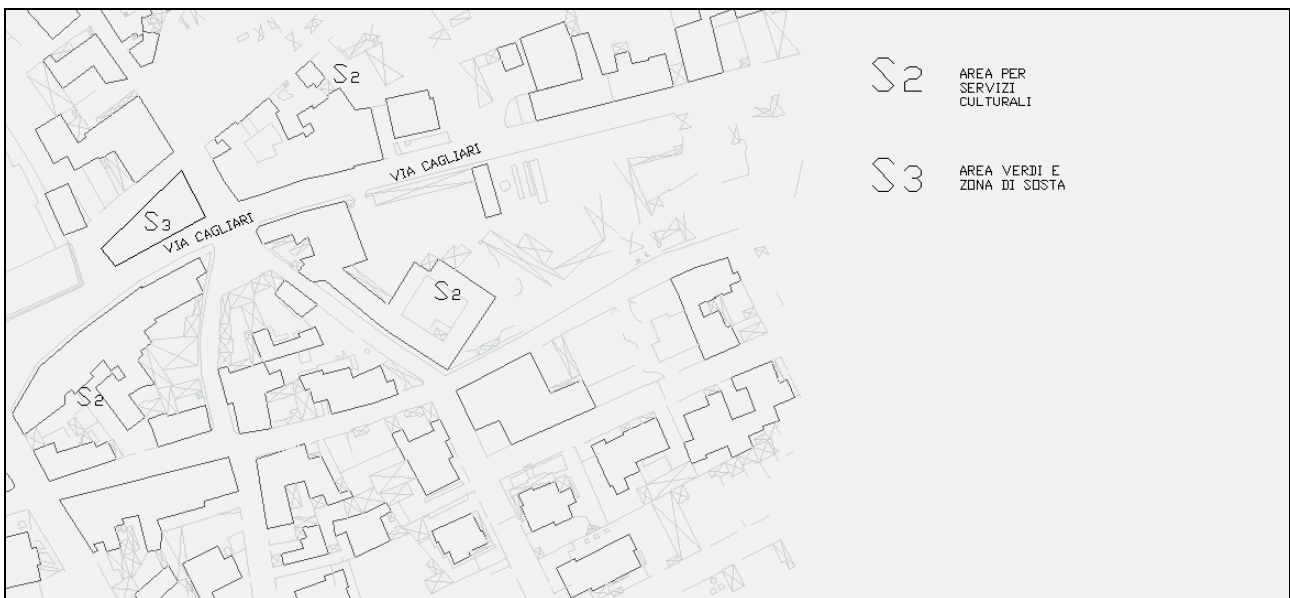 S2
VIA CAGLIARI
S3
VIA CAGLIARI
S2
S2
S2 AREA PER
SERVIZI
CULTURALI
S3 AREA VERDI E
ZONA DI SOSTA